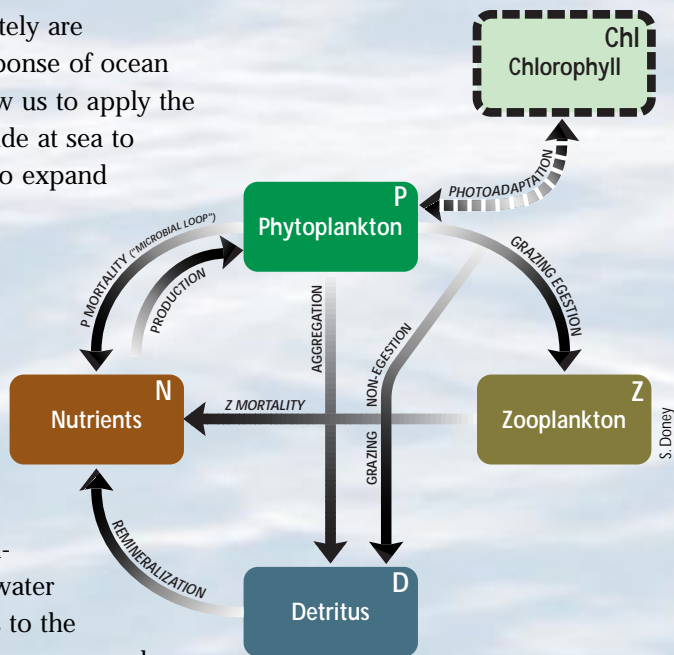 tely are
ponse of ocean
w us to apply the
de at sea to
o expand
Chl
Chlorophyll
PHOTOADAPTATION
P
Phytoplankton
P MORTALITY ("MICROBIAL LOOP")
PRODUCTION
AGGREGATION
GRAZING NON-EGESTION
GRAZING EGESTION
N
Nutrients
Z MORTALITY
Z
Zooplankton
S. Doney
REMINERALIZATION
D
Detritus
-
water
to the